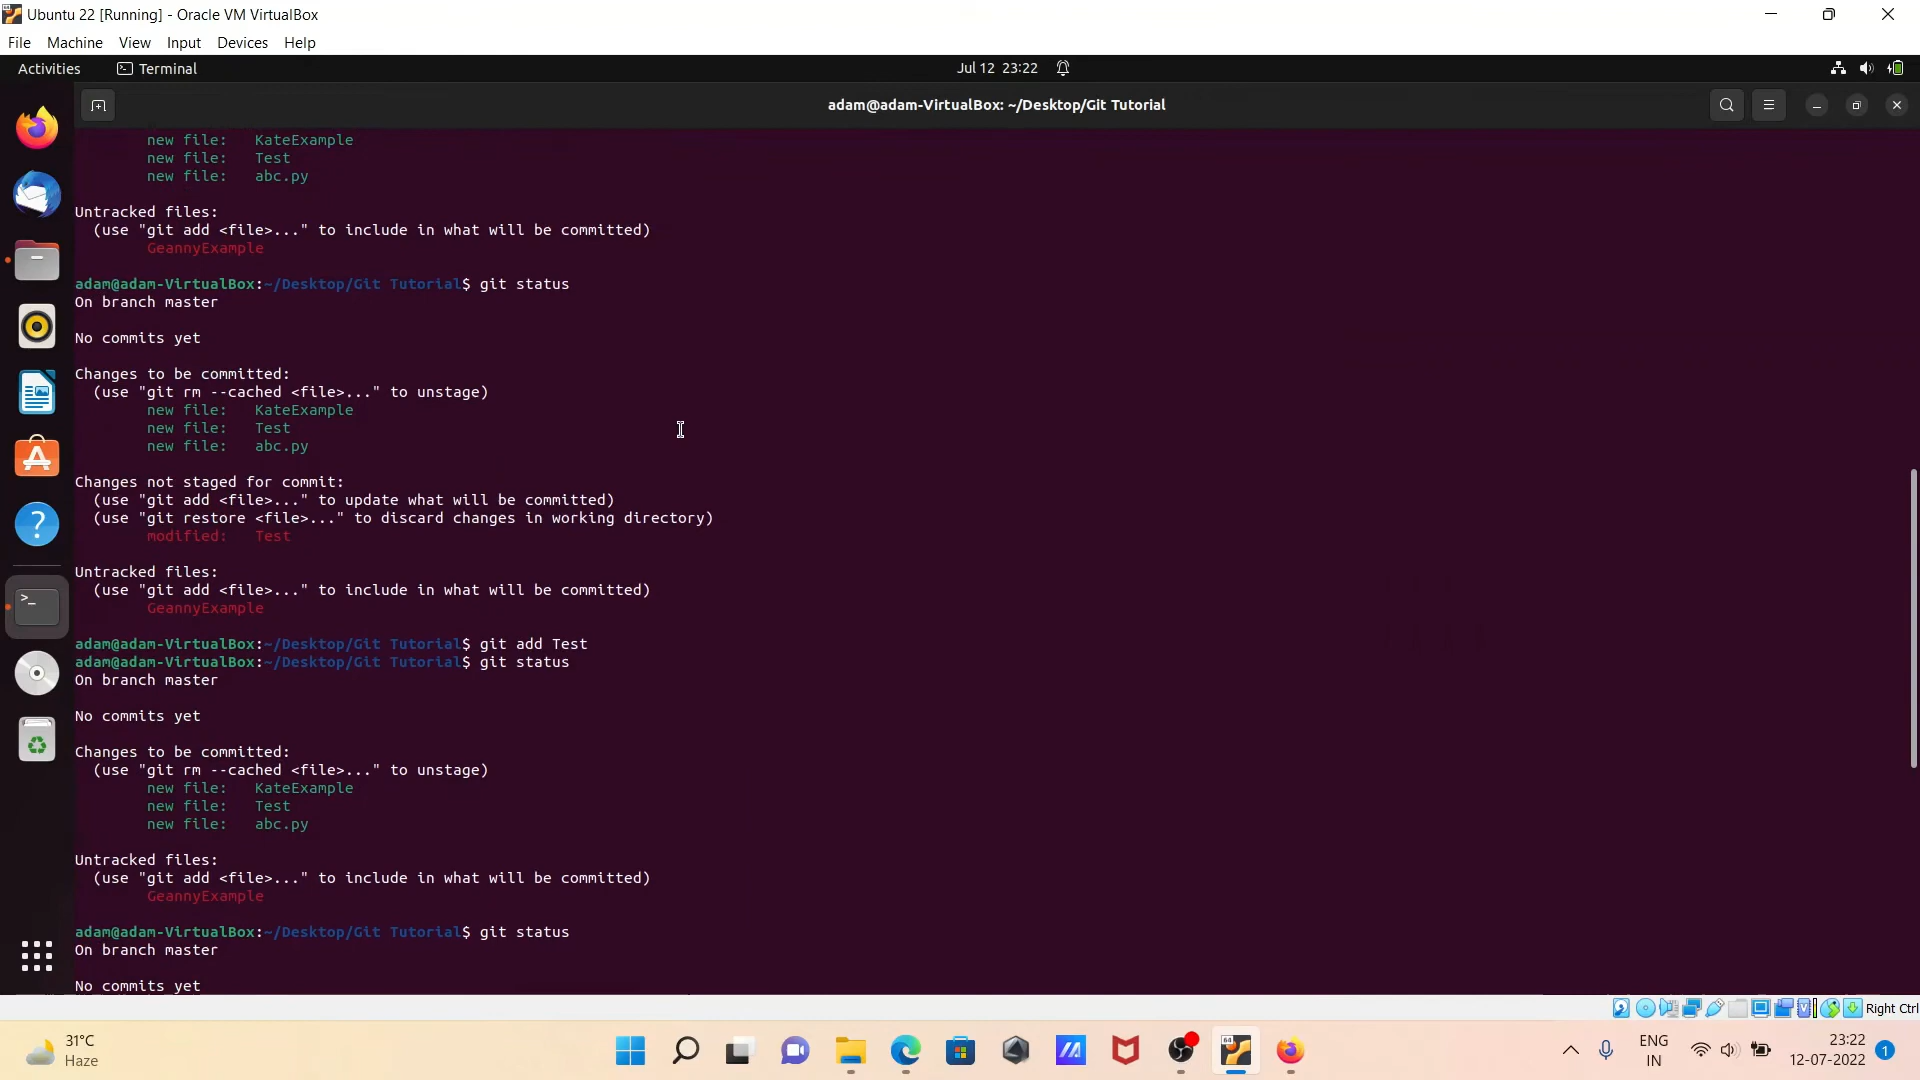 Ubuntu 22 [Running] - Oracle VM VirtualBox
File Machine View Input Devices Help
Activities Terminal Jul 12 23:22
adam@adam-VirtualBox: ~/Desktop/Git Tutorial
new file: KateExample
new file: Test
new file: abc.py
Untracked files:
(use "git add <file>..." to include in what will be committed)
GeannyExample
adam@adam-VirtualBox:~/Desktop/Git Tutorial$ git status
On branch master
No commits yet
Changes to be committed:
(use "git rm --cached <file>..." to unstage)
new file: KateExample
new file: Test
new file: abc.py
Changes not staged for commit:
(use "git add <file>..." to update what will be committed)
(use "git restore <file>..." to discard changes in working directory)
modified: Test
Untracked files:
(use "git add <file>..." to include in what will be committed)
GeannyExample
adam@adam-VirtualBox:~/Desktop/Git Tutorial$ git add Test
adam@adam-VirtualBox:~/Desktop/Git Tutorial$ git status
On branch master
No commits yet
Changes to be committed:
(use "git rm --cached <file>..." to unstage)
new file: KateExample
new file: Test
new file: abc.py
Untracked files:
(use "git add <file>..." to include in what will be committed)
GeannyExample
adam@adam-VirtualBox:~/Desktop/Git Tutorial$ git status
On branch master
No commits yet
Right Ctrl
31°C
Haze
ENG
IN
23:22
12-07-2022
1